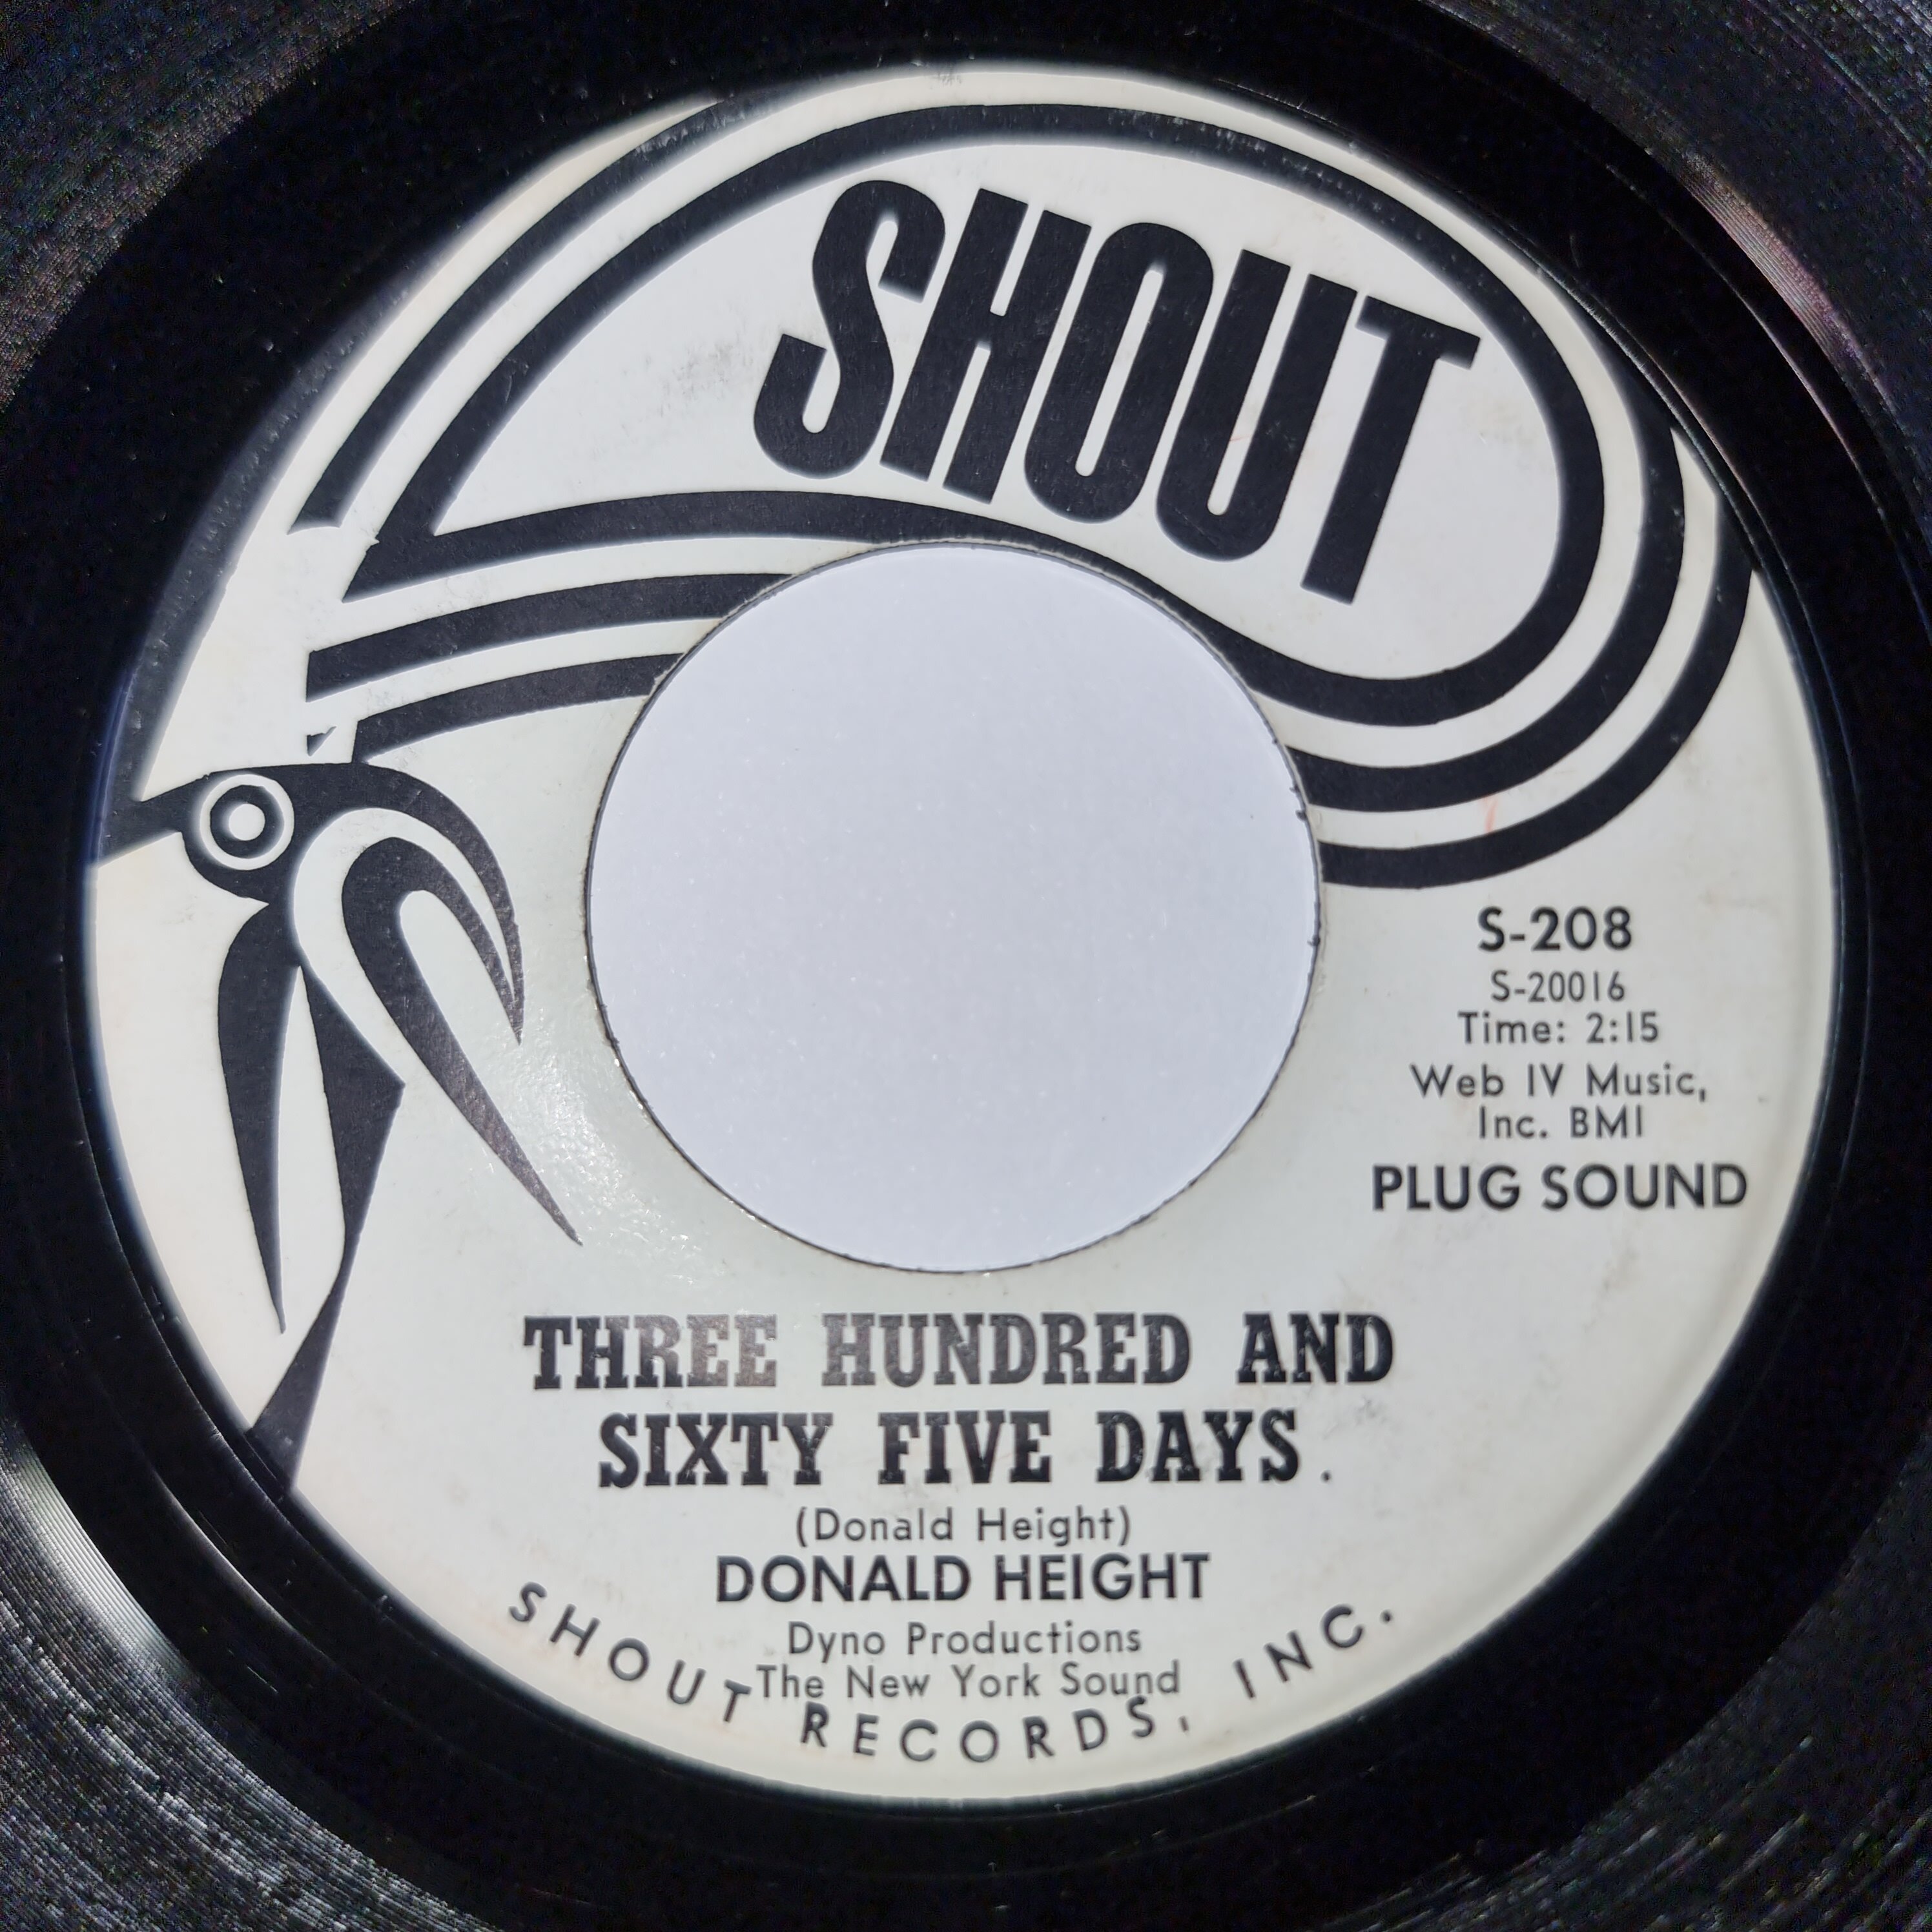 SHOUT
S-208
S-20016
Time: 2:15
Web IV Music,
Inc. BMI
PLUG SOUND
THREE HUNDRED AND
SIXTY FIVE DAYS.
(Donald Height)
DONALD HEIGHT
Dyno Productions
The New York Sound
SHOUT RECORDS, INC.